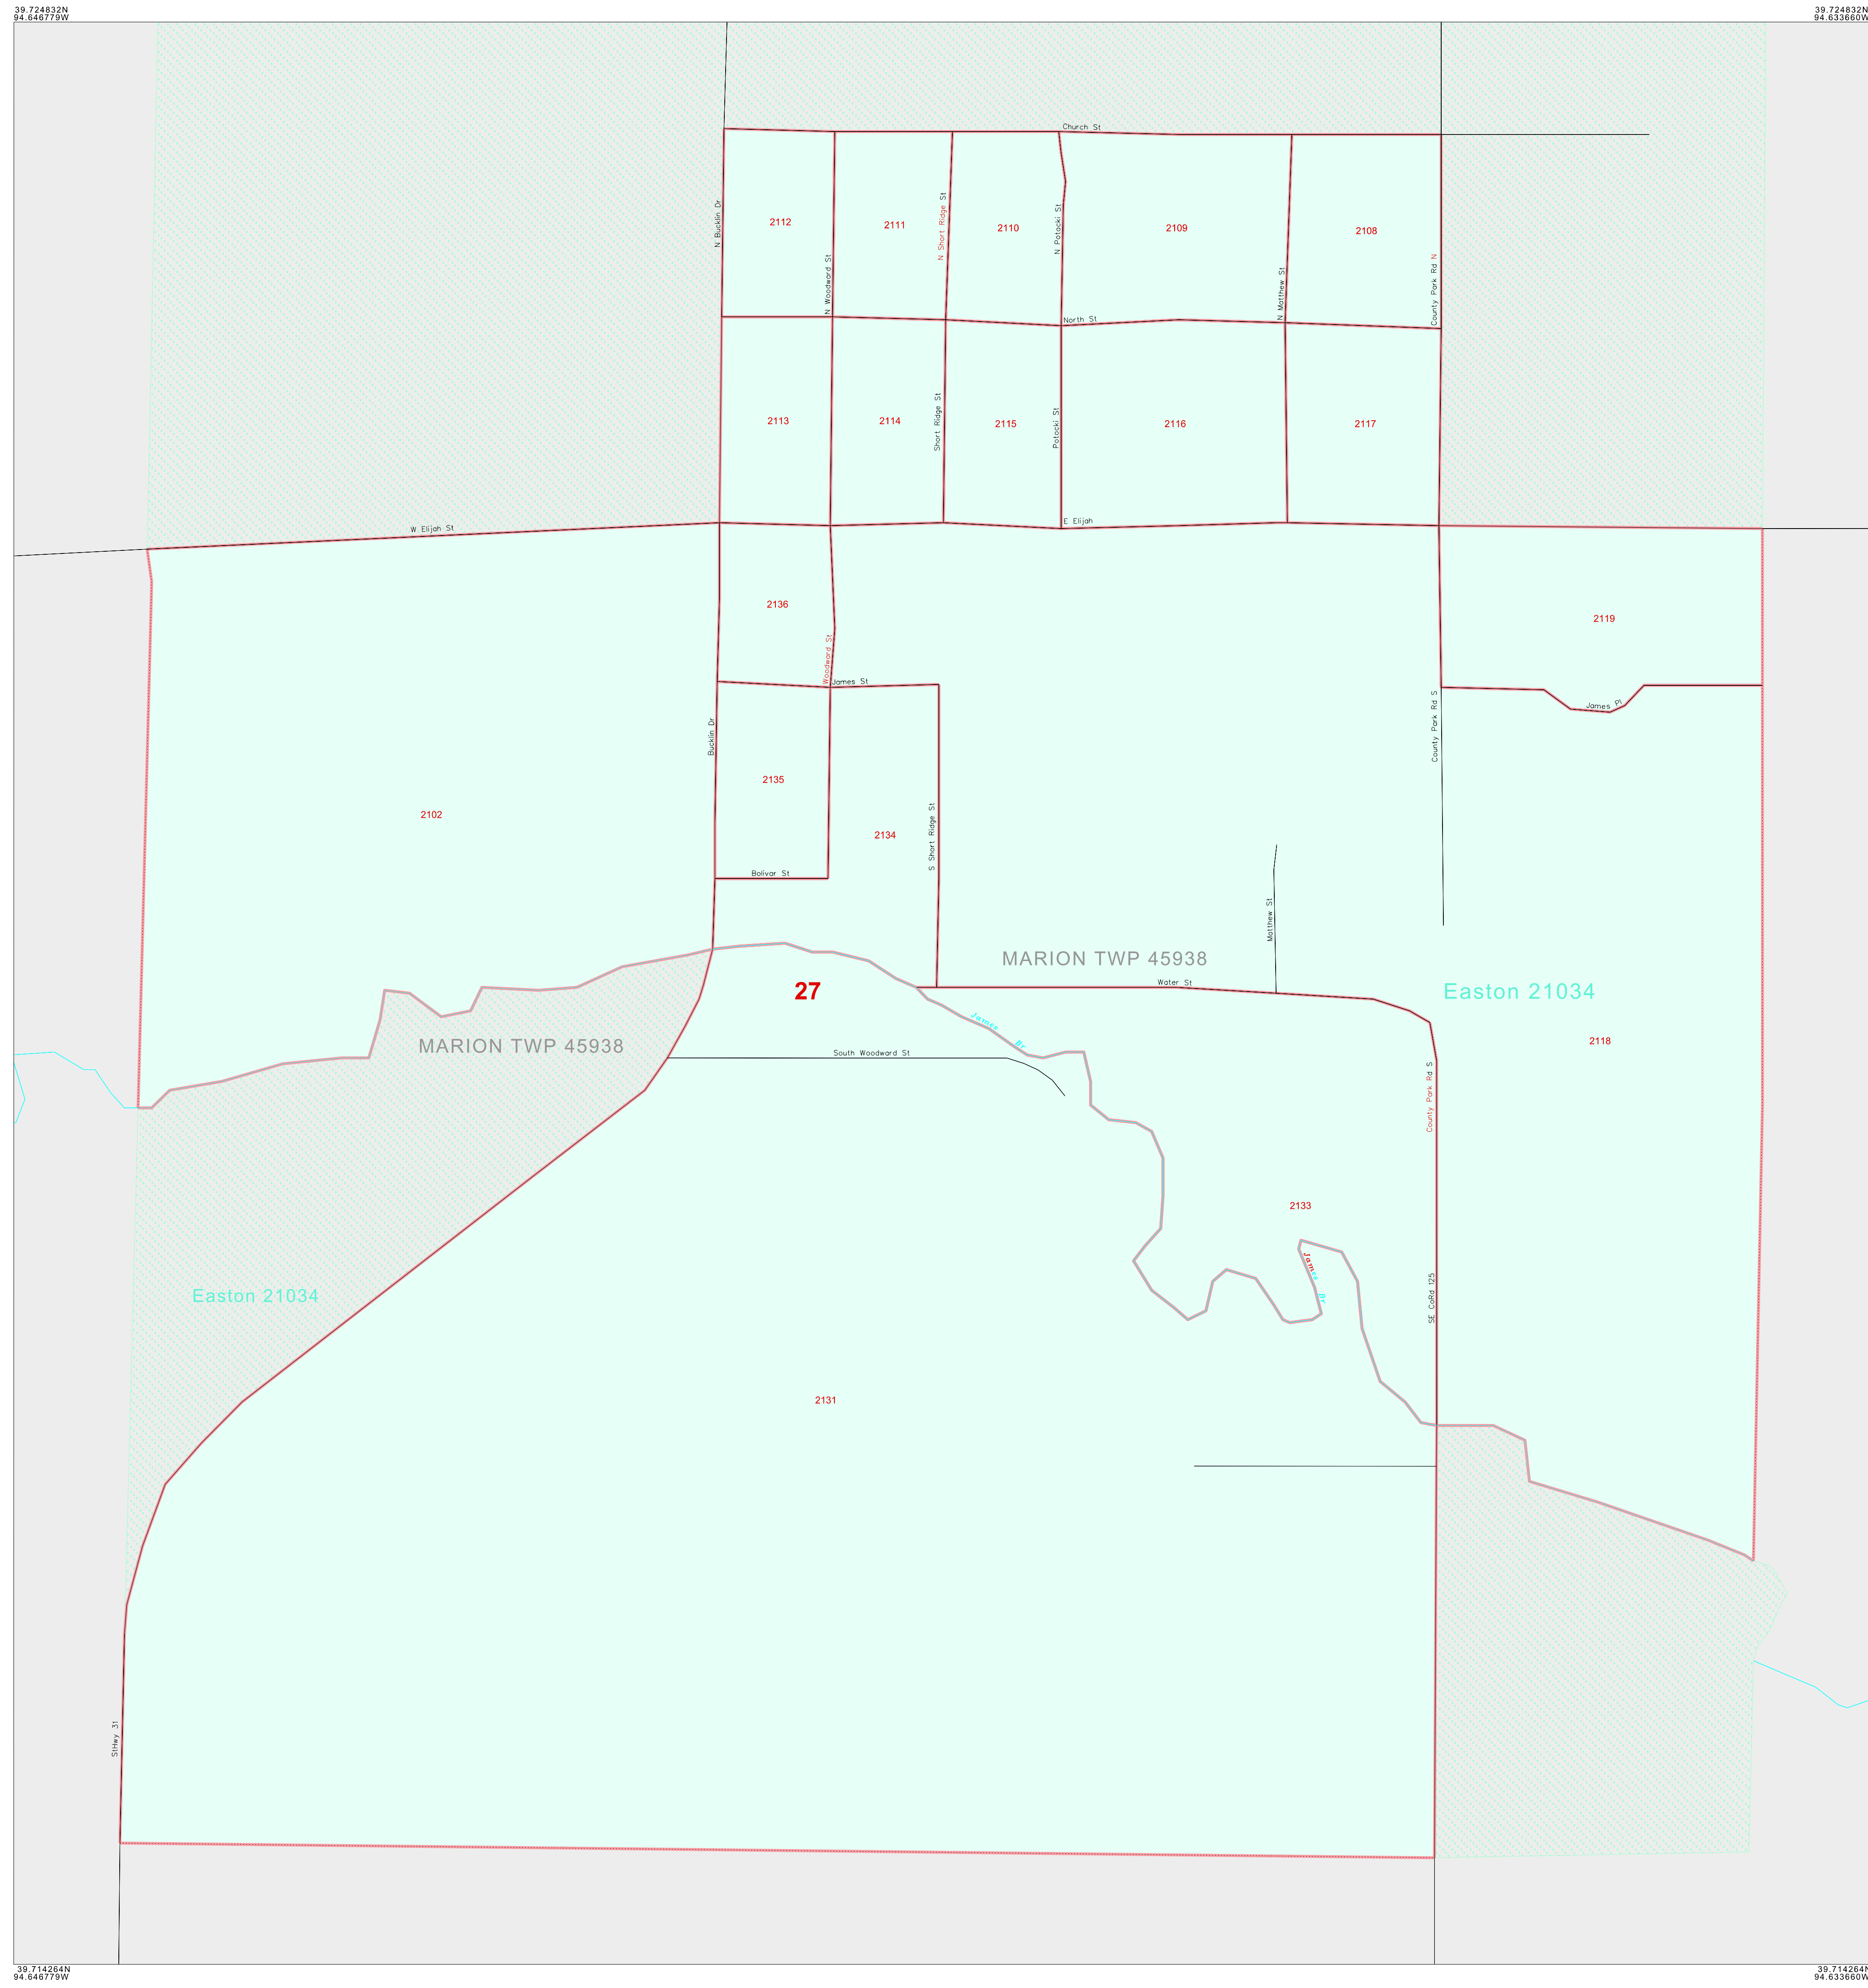 39.724832N
94.646779W
39.724832N
94.633660W
Church St
N Bucklin Dr
2112
N Woodward St
2111
N Short Ridge St
2110
N Potocki St
2109
N Matthew St
2108
County Park Rd N
North St
2113
2114
Short Ridge St
2115
Potocki St
2116
2117
W Elijah St
E Elijah
2136
Woodward St
2119
James St
James Pl
Bucklin Dr
County Park Rd S
2135
2102
2134
S Short Ridge St
Bolivar St
Matthew St
MARION TWP 45938
Water St
27
Easton 21034
James Br
MARION TWP 45938
South Woodward St
2118
County Park Rd S
2133
James Br
Easton 21034
SE CoRd 125
2131
StHwy 31
39.714264N
94.646779W
39.714264N
94.633660W